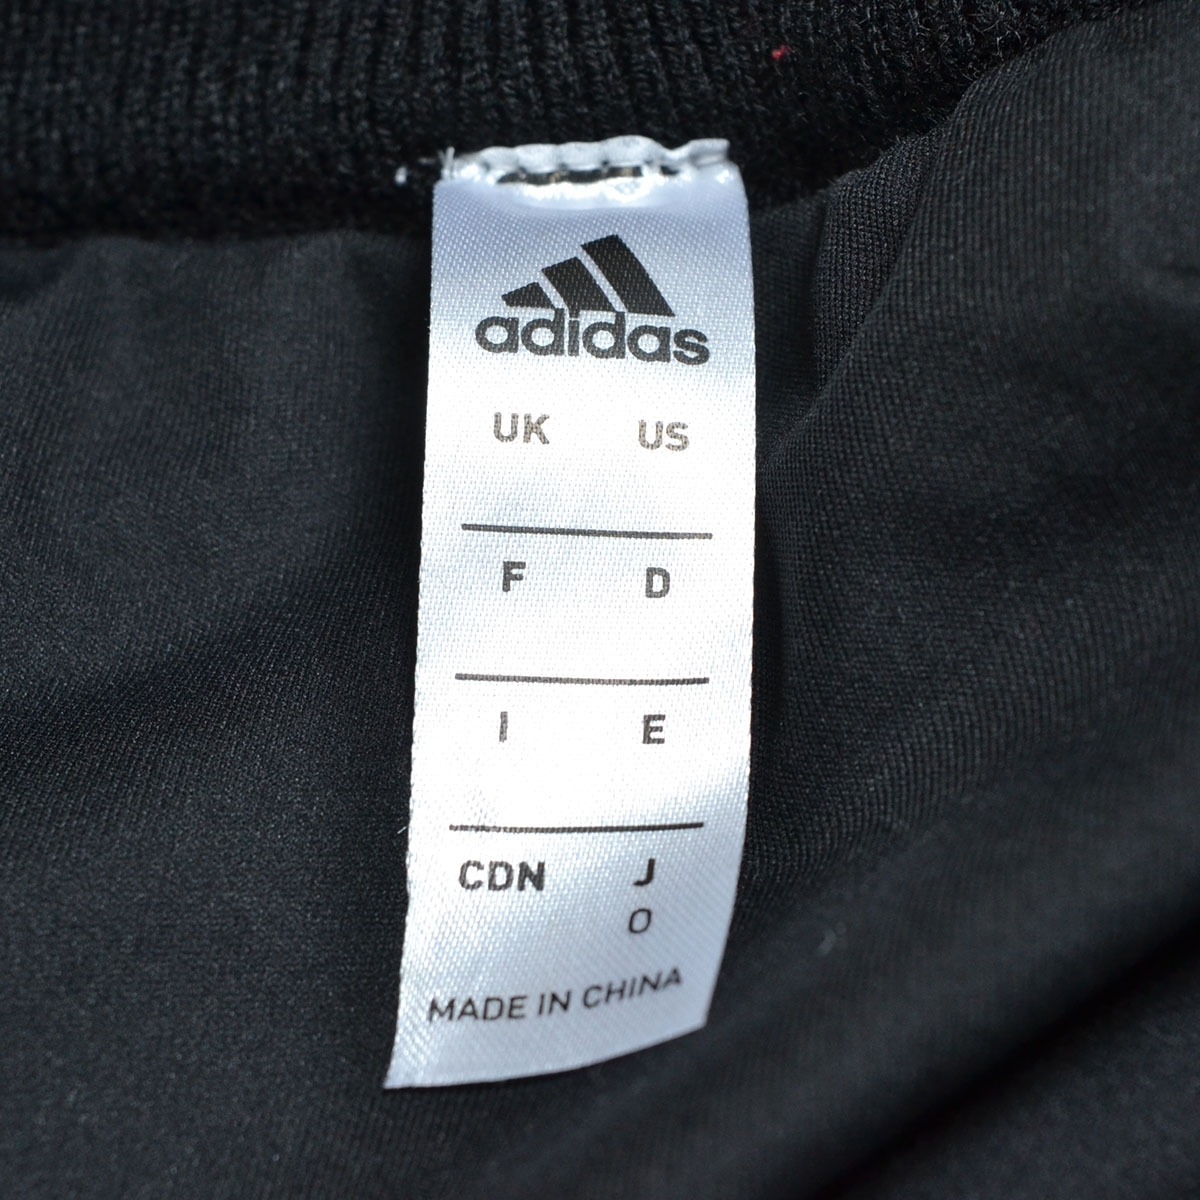 adidas
UK US
F D
I E
CDN J
O
MADE IN CHINA